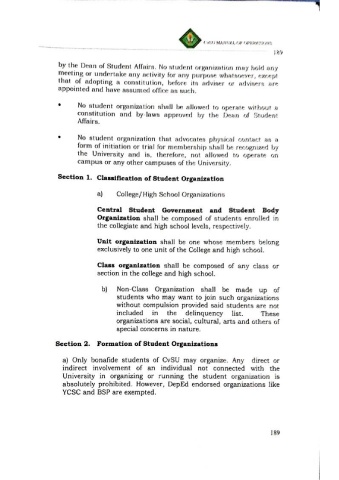 CvSU MANUAL OF OPERATIONS
189
by the Dean of Student Affairs. No student organization may hold any
meeting or undertake any activity for any purpose whatsoever, except
that of adopting a constitution, before its adviser or advisers are
appointed and have assumed office as such.
• No student organization shall be allowed to operate without a
constitution and by-laws approved by the Dean of Student
Affairs.
• No student organization that advocates physical contact as a
form of initiation or trial for membership shall be recognized by
the University and is, therefore, not allowed to operate on
campus or any other campuses of the University.
Section 1. Classification of Student Organization
a) College/High School Organizations
Central Student Government and Student Body
Organization shall be composed of students enrolled in
the collegiate and high school levels, respectively.
Unit organization shall be one whose members belong
exclusively to one unit of the College and high school.
Class organization shall be composed of any class or
section in the college and high school.
b) Non-Class Organization shall be made up of
students who may want to join such organizations
without compulsion provided said students are not
included in the delinquency list. These
organizations are social, cultural, arts and others of
special concerns in nature.
Section 2. Formation of Student Organizations
a) Only bonafide students of CvSU may organize. Any direct or
indirect involvement of an individual not connected with the
University in organizing or running the student organization is
absolutely prohibited. However, DepEd endorsed organizations like
YCSC and BSP are exempted.
189